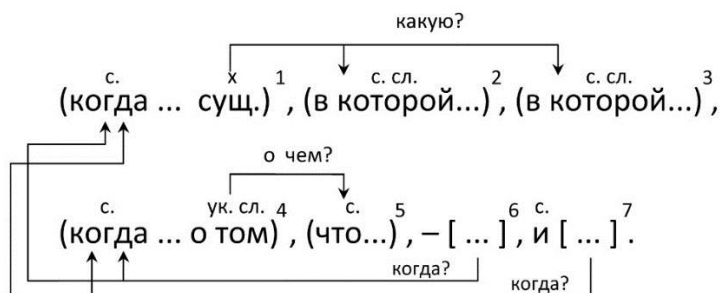 какую?
с. х 1 с. сл. 2 с. сл. 3
(когда ... сущ.) , (в которой...) , (в которой...) ,
о чем?
с. ук. сл. 4 с. 5 6 с. 7
(когда ... о том) , (что...) , – [ ... ] , и [ ... ] .
когда? когда?